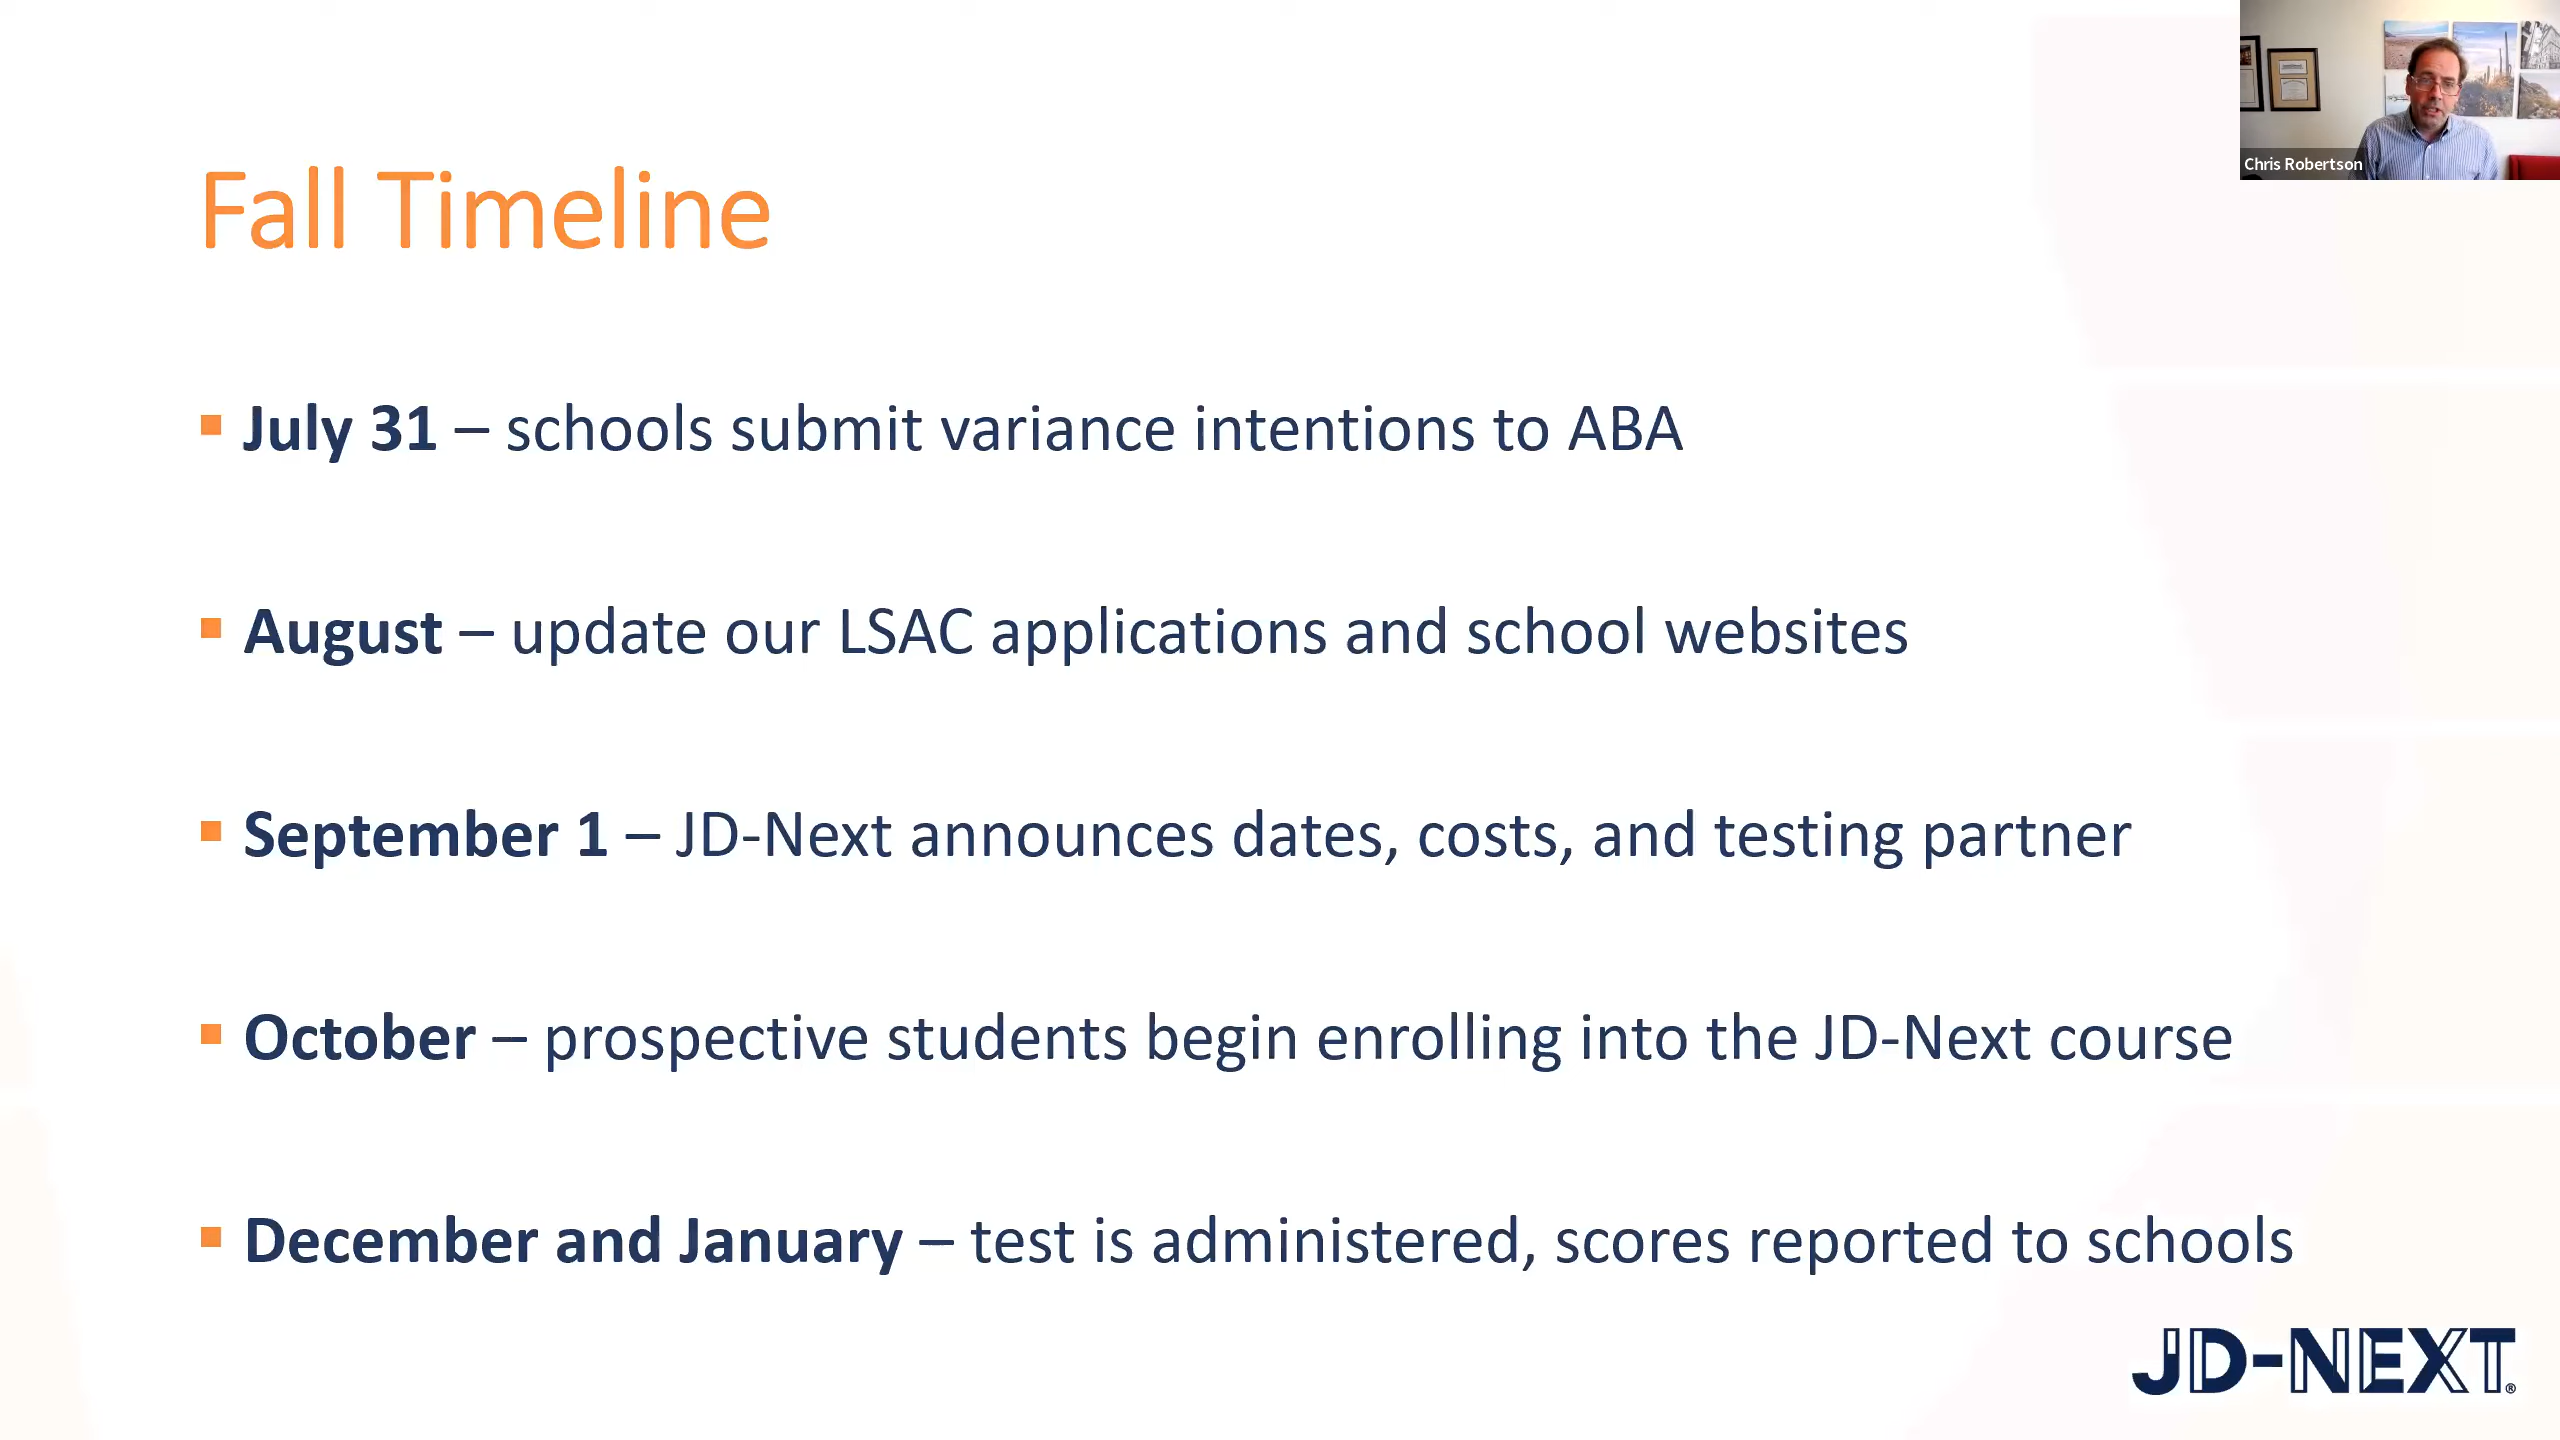 Chris Robertson
Fall Timeline
▪ July 31 – schools submit variance intentions to ABA
▪ August – update our LSAC applications and school websites
▪ September 1 – JD-Next announces dates, costs, and testing partner
▪ October – prospective students begin enrolling into the JD-Next course
▪ December and January – test is administered, scores reported to schools
JD-NEXT®